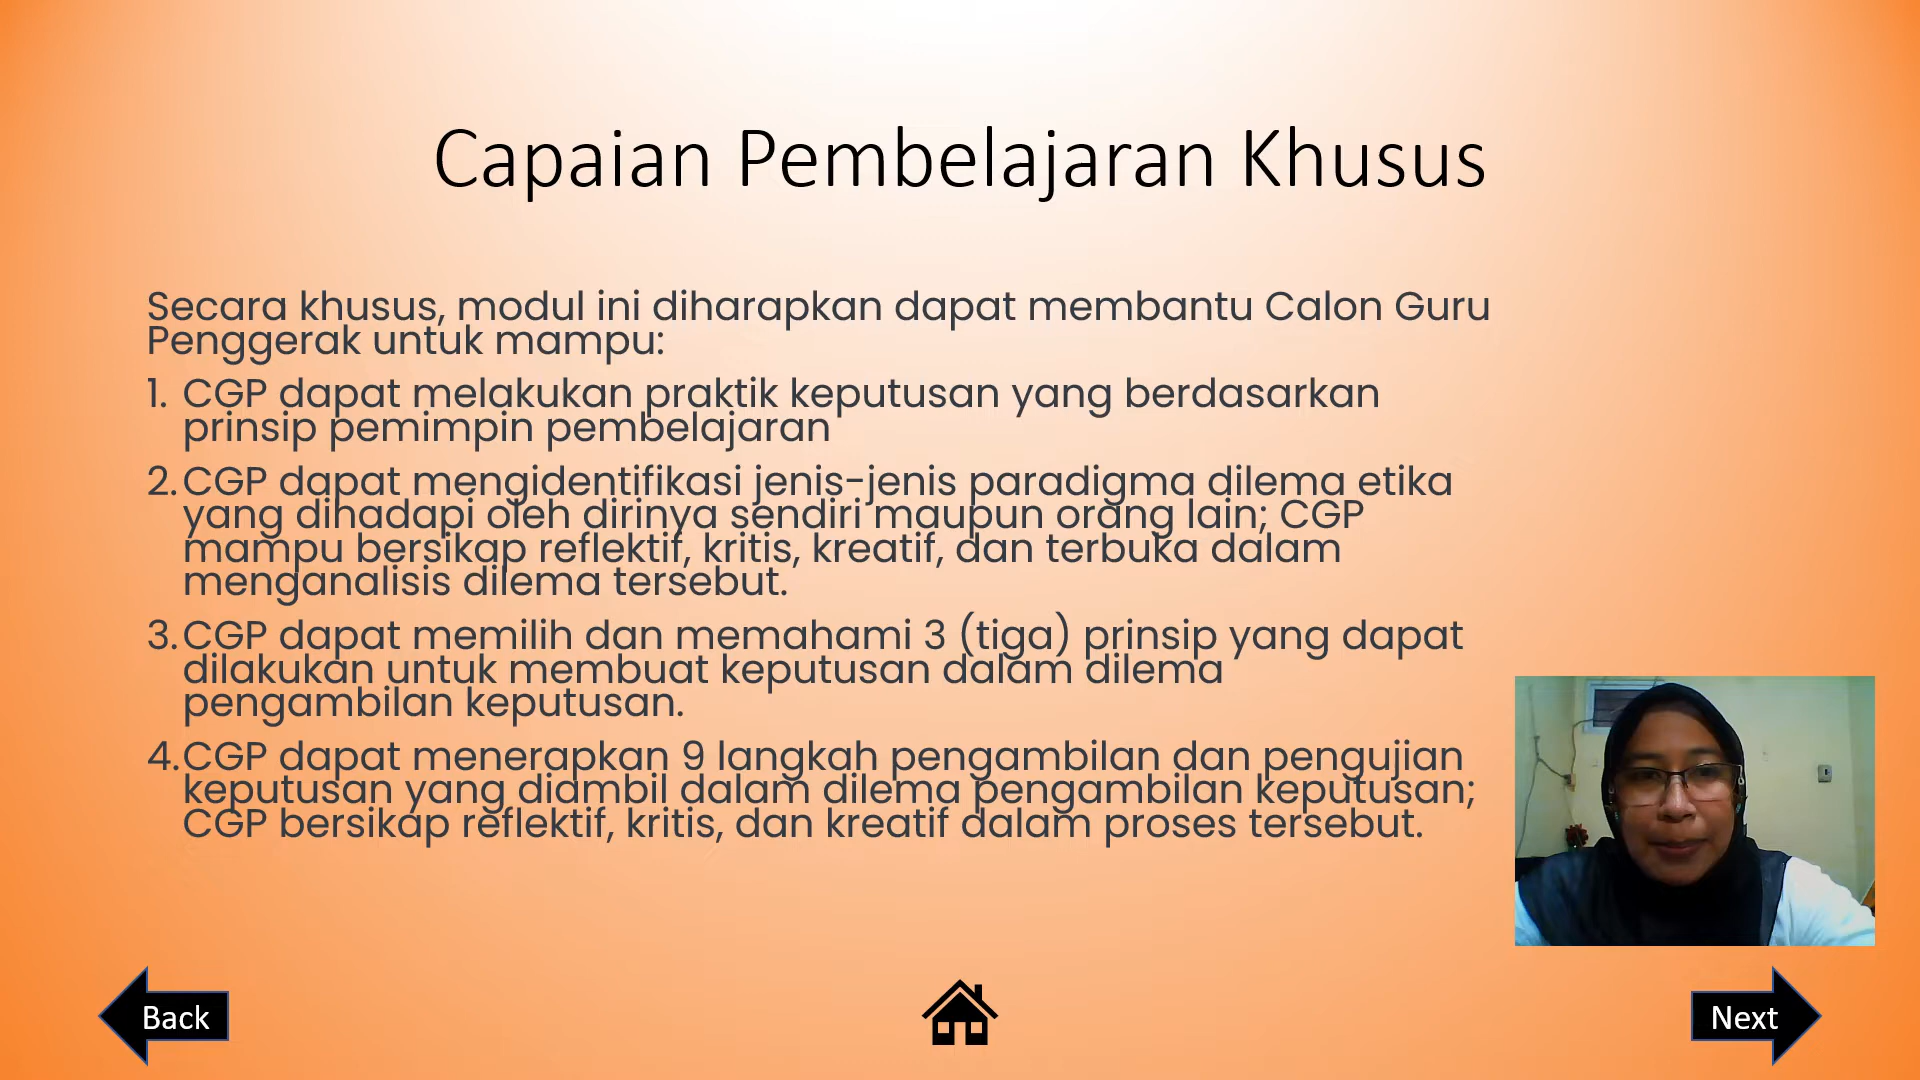 Capaian Pembelajaran Khusus
Secara khusus, modul ini diharapkan dapat membantu Calon Guru
Penggerak untuk mampu:
1. CGP dapat melakukan praktik keputusan yang berdasarkan
prinsip pemimpin pembelajaran
2. CGP dapat mengidentifikasi jenis-jenis paradigma dilema etika
yang dihadapi oleh dirinya sendiri maupun orang lain; CGP
mampu bersikap reflektif, kritis, kreatif, dan terbuka dalam
menganalisis dilema tersebut.
3. CGP dapat memilih dan memahami 3 (tiga) prinsip yang dapat
dilakukan untuk membuat keputusan dalam dilema
pengambilan keputusan.
4. CGP dapat menerapkan 9 langkah pengambilan dan pengujian
keputusan yang diambil dalam dilema pengambilan keputusan;
CGP bersikap reflektif, kritis, dan kreatif dalam proses tersebut.
Back
Next